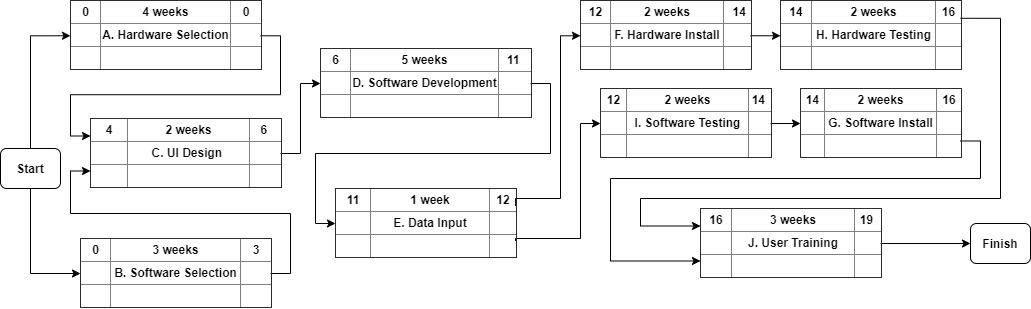 0 4 weeks 0
A. Hardware Selection
12 2 weeks 14
F. Hardware Install
14 2 weeks 16
H. Hardware Testing
6 5 weeks 11
D. Software Development
12 2 weeks 14
I. Software Testing
14 2 weeks 16
G. Software Install
4 2 weeks 6
C. UI Design
Start
11 1 week 12
E. Data Input
16 3 weeks 19
J. User Training
Finish
0 3 weeks 3
B. Software Selection